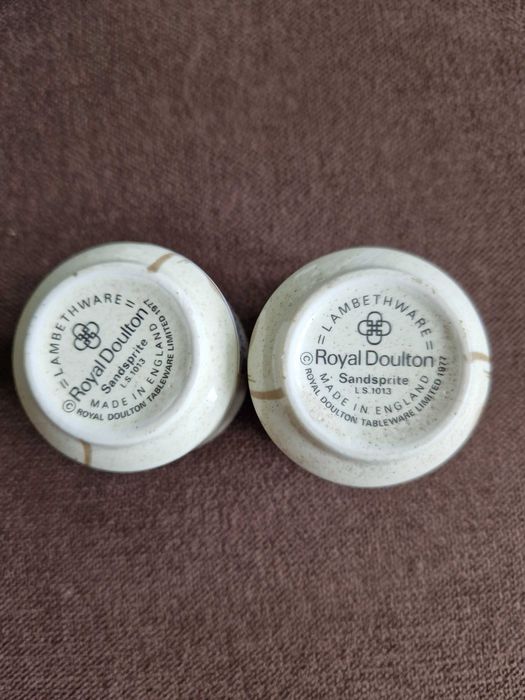 = LAMBETHWARE =
Royal Doulton
Sandsprite
L.S.1013
MADE IN ENGLAND
© ROYAL DOULTON TABLEWARE LIMITED 1977
= LAMBETHWARE =
Royal Doulton
Sandsprite
L.S.1013
MADE IN ENGLAND
© ROYAL DOULTON TABLEWARE LIMITED 1977